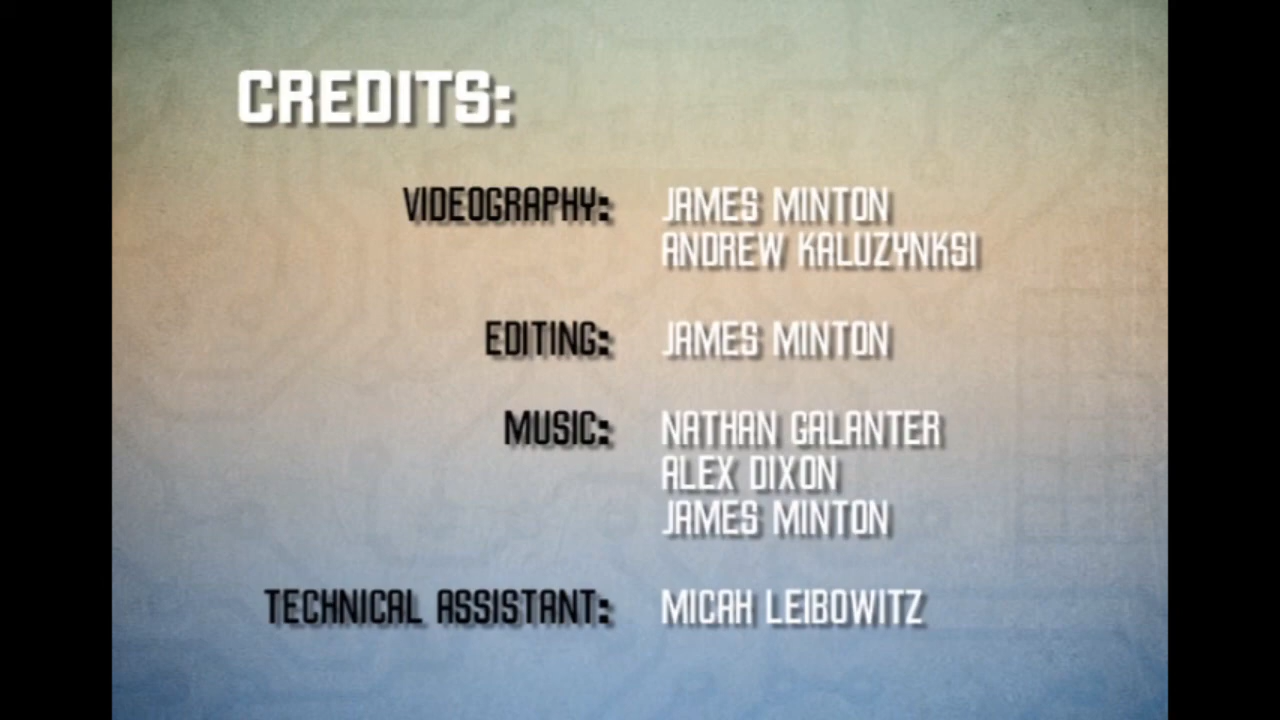 CREDITS:
VIDEOGRAPHY: JAMES MINTON
ANDREW KALUZYNKSI
EDITING: JAMES MINTON
MUSIC: NATHAN GALANTER
ALEX DIXON
JAMES MINTON
TECHNICAL ASSISTANT: MICAH LEIBOWITZ